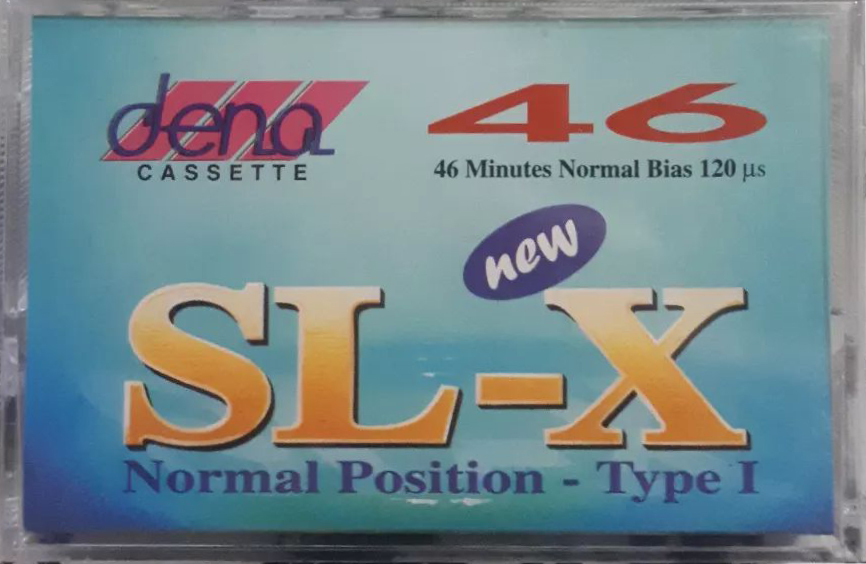 dena
CASSETTE
46
46 Minutes Normal Bias 120 µs
new
SL-X
Normal Position - Type I